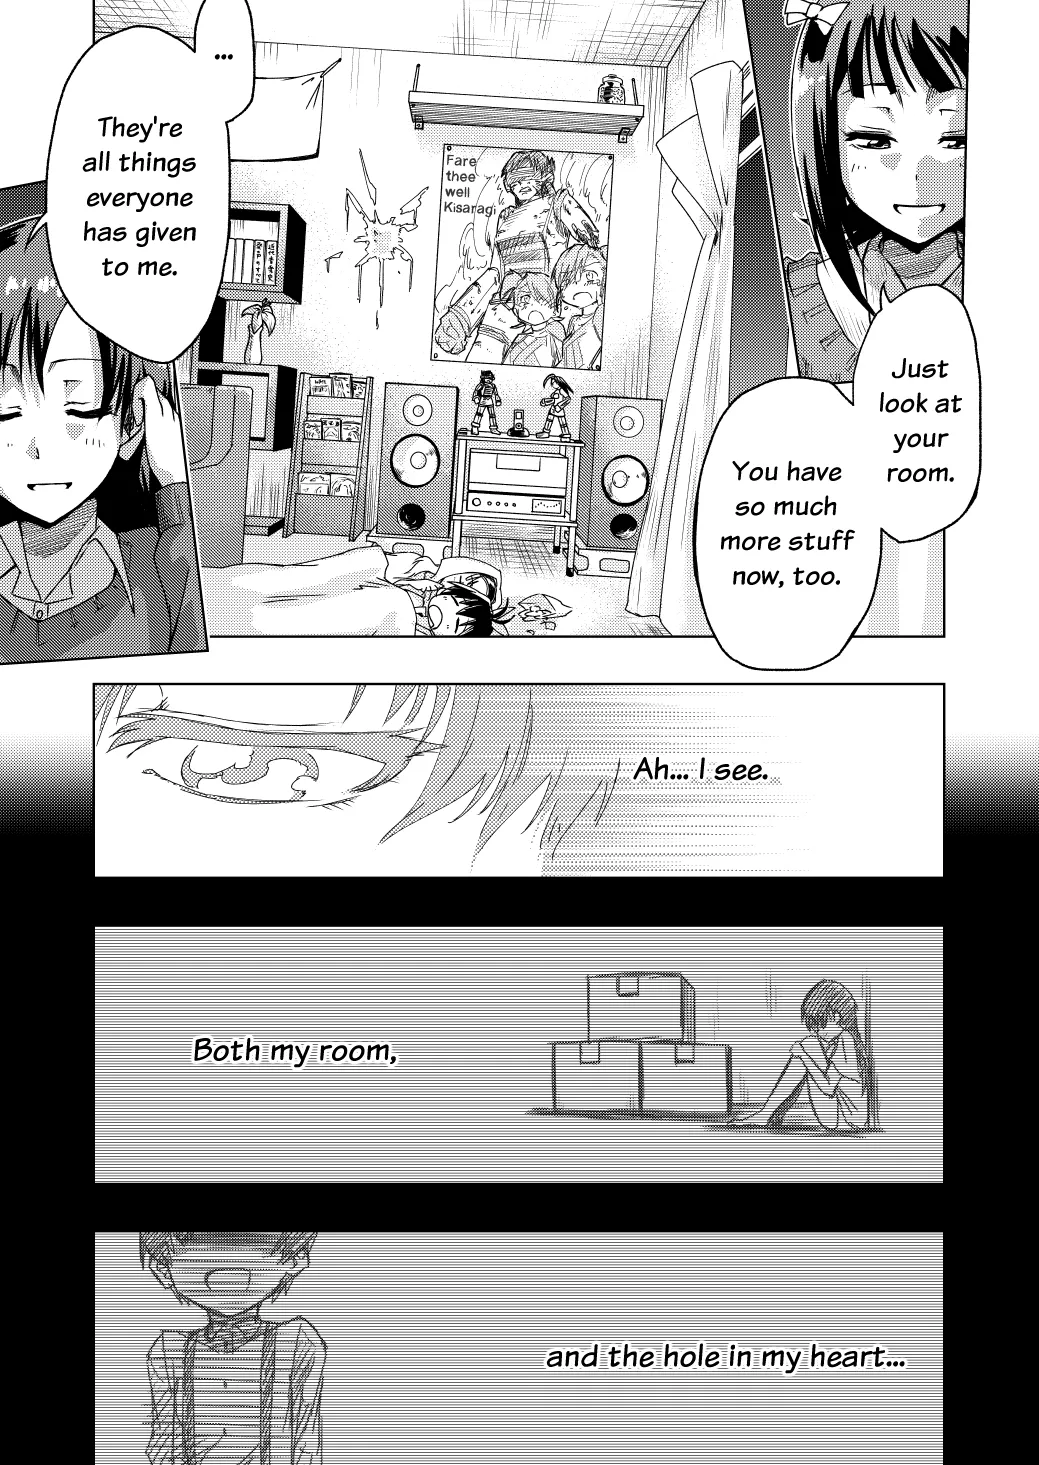 Just
look at
your
room.
You have
so much
more stuff
now, too.
Fare
thee
well
Kisaragi
...
They're
all things
everyone
has given
to me.
Ah... I see.
Both my room,
and the hole in my heart...